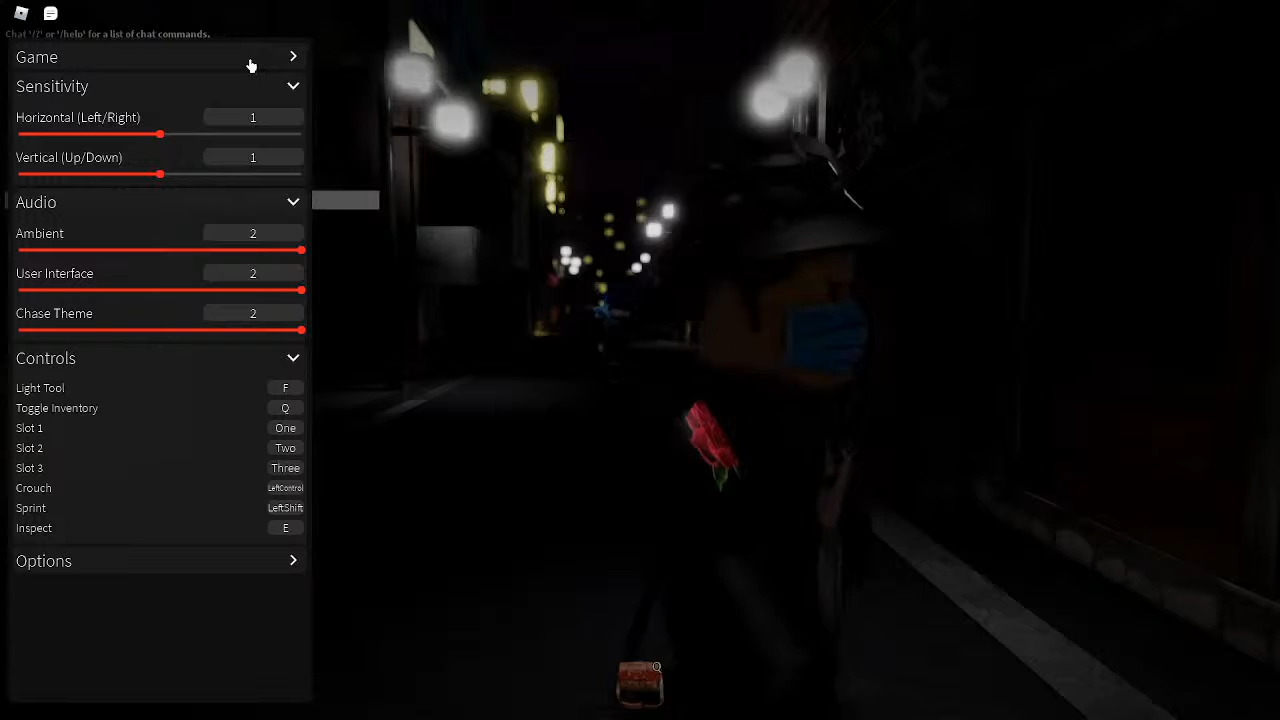 Chat '/?' or '/help' for a list of chat commands.
Game
Sensitivity
Horizontal (Left/Right) 1
Vertical (Up/Down) 1
Audio
Ambient 2
User Interface 2
Chase Theme 2
Controls
Light Tool F
Toggle Inventory Q
Slot 1 One
Slot 2 Two
Slot 3 Three
Crouch LeftControl
Sprint LeftShift
Inspect E
Options
Q